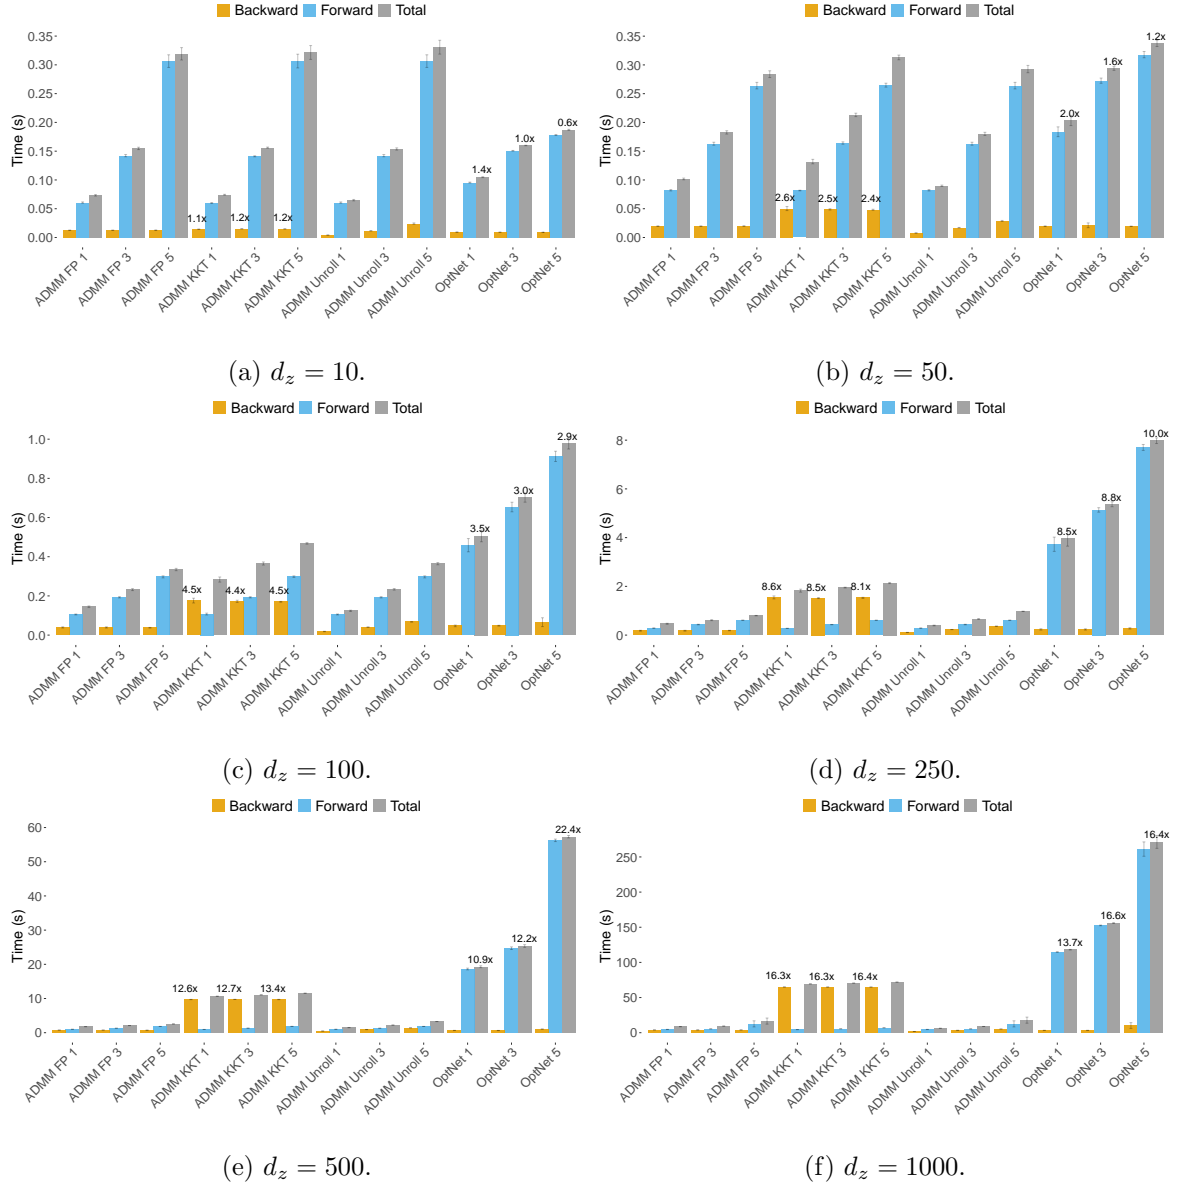 Backward Forward Total
0.35
0.30
0.25
0.20
0.15
0.10
0.05
0.00
Time (s)
1.1x 1.2x 1.2x 1.4x 1.0x 0.6x
ADMM FP 1 ADMM FP 3 ADMM FP 5 ADMM KKT 1 ADMM KKT 3 ADMM KKT 5 ADMM Unroll 1 ADMM Unroll 3 ADMM Unroll 5 OptNet 1 OptNet 3 OptNet 5
(a) d_z = 10.
Backward Forward Total
0.35
0.30
0.25
0.20
0.15
0.10
0.05
0.00
Time (s)
2.6x 2.5x 2.4x 2.0x 1.6x 1.2x
ADMM FP 1 ADMM FP 3 ADMM FP 5 ADMM KKT 1 ADMM KKT 3 ADMM KKT 5 ADMM Unroll 1 ADMM Unroll 3 ADMM Unroll 5 OptNet 1 OptNet 3 OptNet 5
(b) d_z = 50.
Backward Forward Total
1.0
0.8
0.6
0.4
0.2
0.0
Time (s)
4.5x 4.4x 4.5x 3.5x 3.0x 2.9x
ADMM FP 1 ADMM FP 3 ADMM FP 5 ADMM KKT 1 ADMM KKT 3 ADMM KKT 5 ADMM Unroll 1 ADMM Unroll 3 ADMM Unroll 5 OptNet 1 OptNet 3 OptNet 5
(c) d_z = 100.
Backward Forward Total
8
6
4
2
0
Time (s)
8.6x 8.5x 8.1x 8.5x 8.8x 10.0x
ADMM FP 1 ADMM FP 3 ADMM FP 5 ADMM KKT 1 ADMM KKT 3 ADMM KKT 5 ADMM Unroll 1 ADMM Unroll 3 ADMM Unroll 5 OptNet 1 OptNet 3 OptNet 5
(d) d_z = 250.
Backward Forward Total
60
50
40
30
20
10
0
Time (s)
12.6x 12.7x 13.4x 10.9x 12.2x 22.4x
ADMM FP 1 ADMM FP 3 ADMM FP 5 ADMM KKT 1 ADMM KKT 3 ADMM KKT 5 ADMM Unroll 1 ADMM Unroll 3 ADMM Unroll 5 OptNet 1 OptNet 3 OptNet 5
(e) d_z = 500.
Backward Forward Total
250
200
150
100
50
0
Time (s)
16.3x 16.3x 16.4x 13.7x 16.6x 16.4x
ADMM FP 1 ADMM FP 3 ADMM FP 5 ADMM KKT 1 ADMM KKT 3 ADMM KKT 5 ADMM Unroll 1 ADMM Unroll 3 ADMM Unroll 5 OptNet 1 OptNet 3 OptNet 5
(f) d_z = 1000.